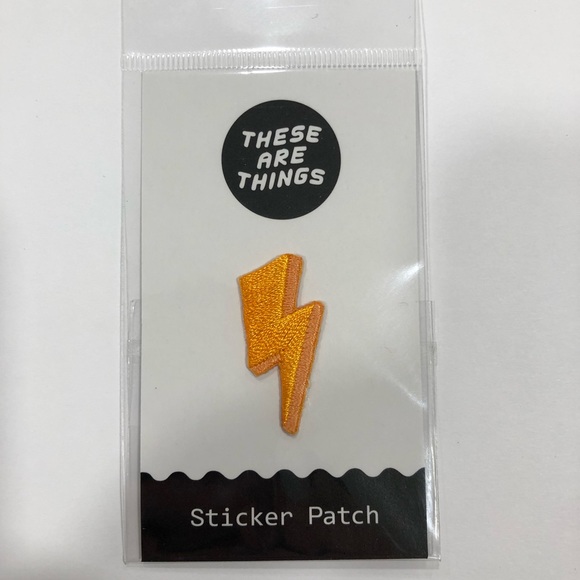 THESE
ARE
THINGS
Sticker Patch